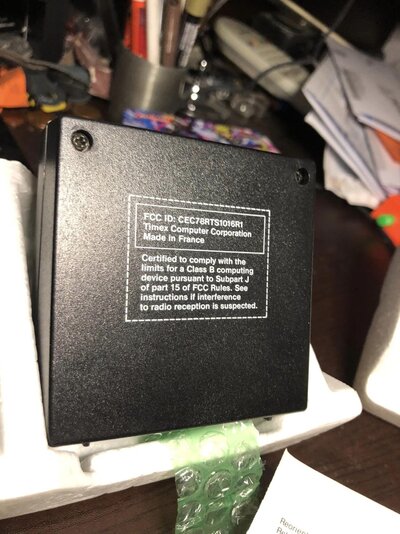 FCC ID: CEC78RTS1016R1
Timex Computer Corporation
Made in France
Certified to comply with the
limits for a Class B computing
device pursuant to Subpart J
of part 15 of FCC Rules. See
instructions if interference
to radio reception is suspected.